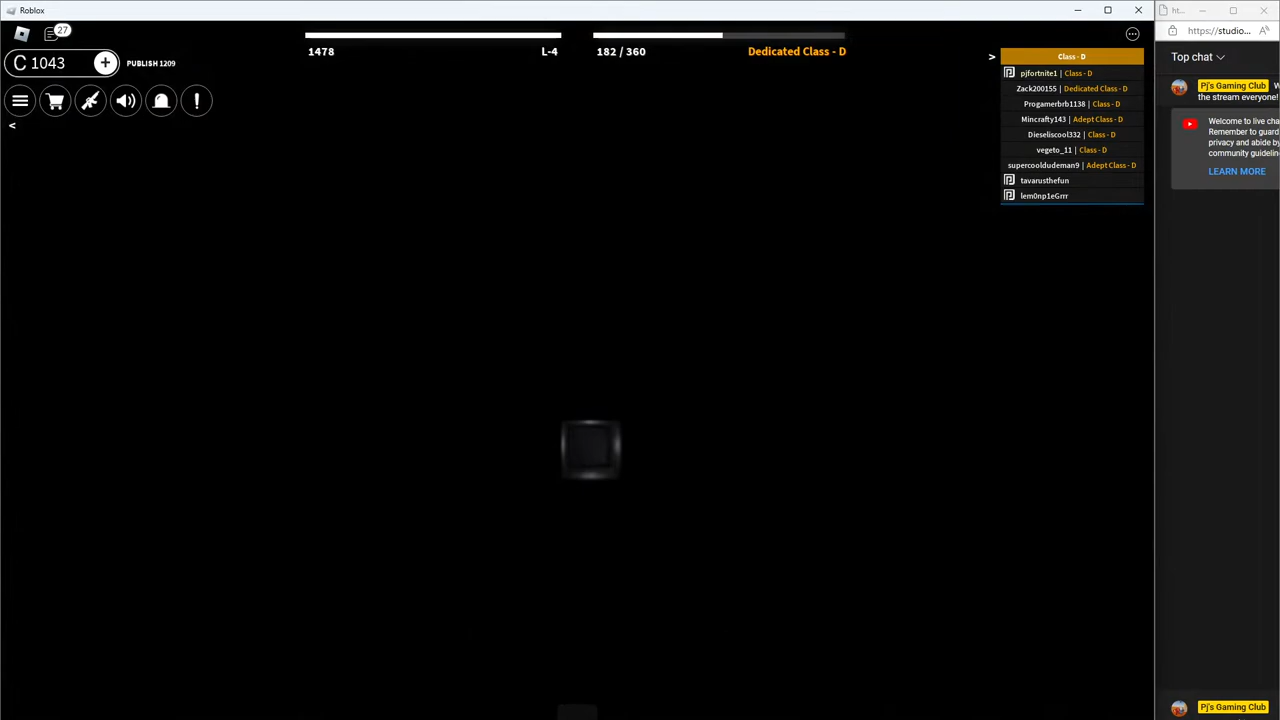 Roblox
27
C 1043 +
PUBLISH 1209
!
<
1478 L-4
182 / 360 Dedicated Class - D
>
Class - D
pjfortnite1 | Class - D
Zack200155 | Dedicated Class - D
Progamerbrb1138 | Class - D
Mincrafty143 | Adept Class - D
Dieseliscool332 | Class - D
vegeto_11 | Class - D
supercooldudeman9 | Adept Class - D
tavarusthefun
lem0np1eGrrr
ht...
https://studio...
Top chat
Pj's Gaming Club W
the stream everyone!
Welcome to live cha
Remember to guard
privacy and abide by
community guidelin
LEARN MORE
Pj's Gaming Club